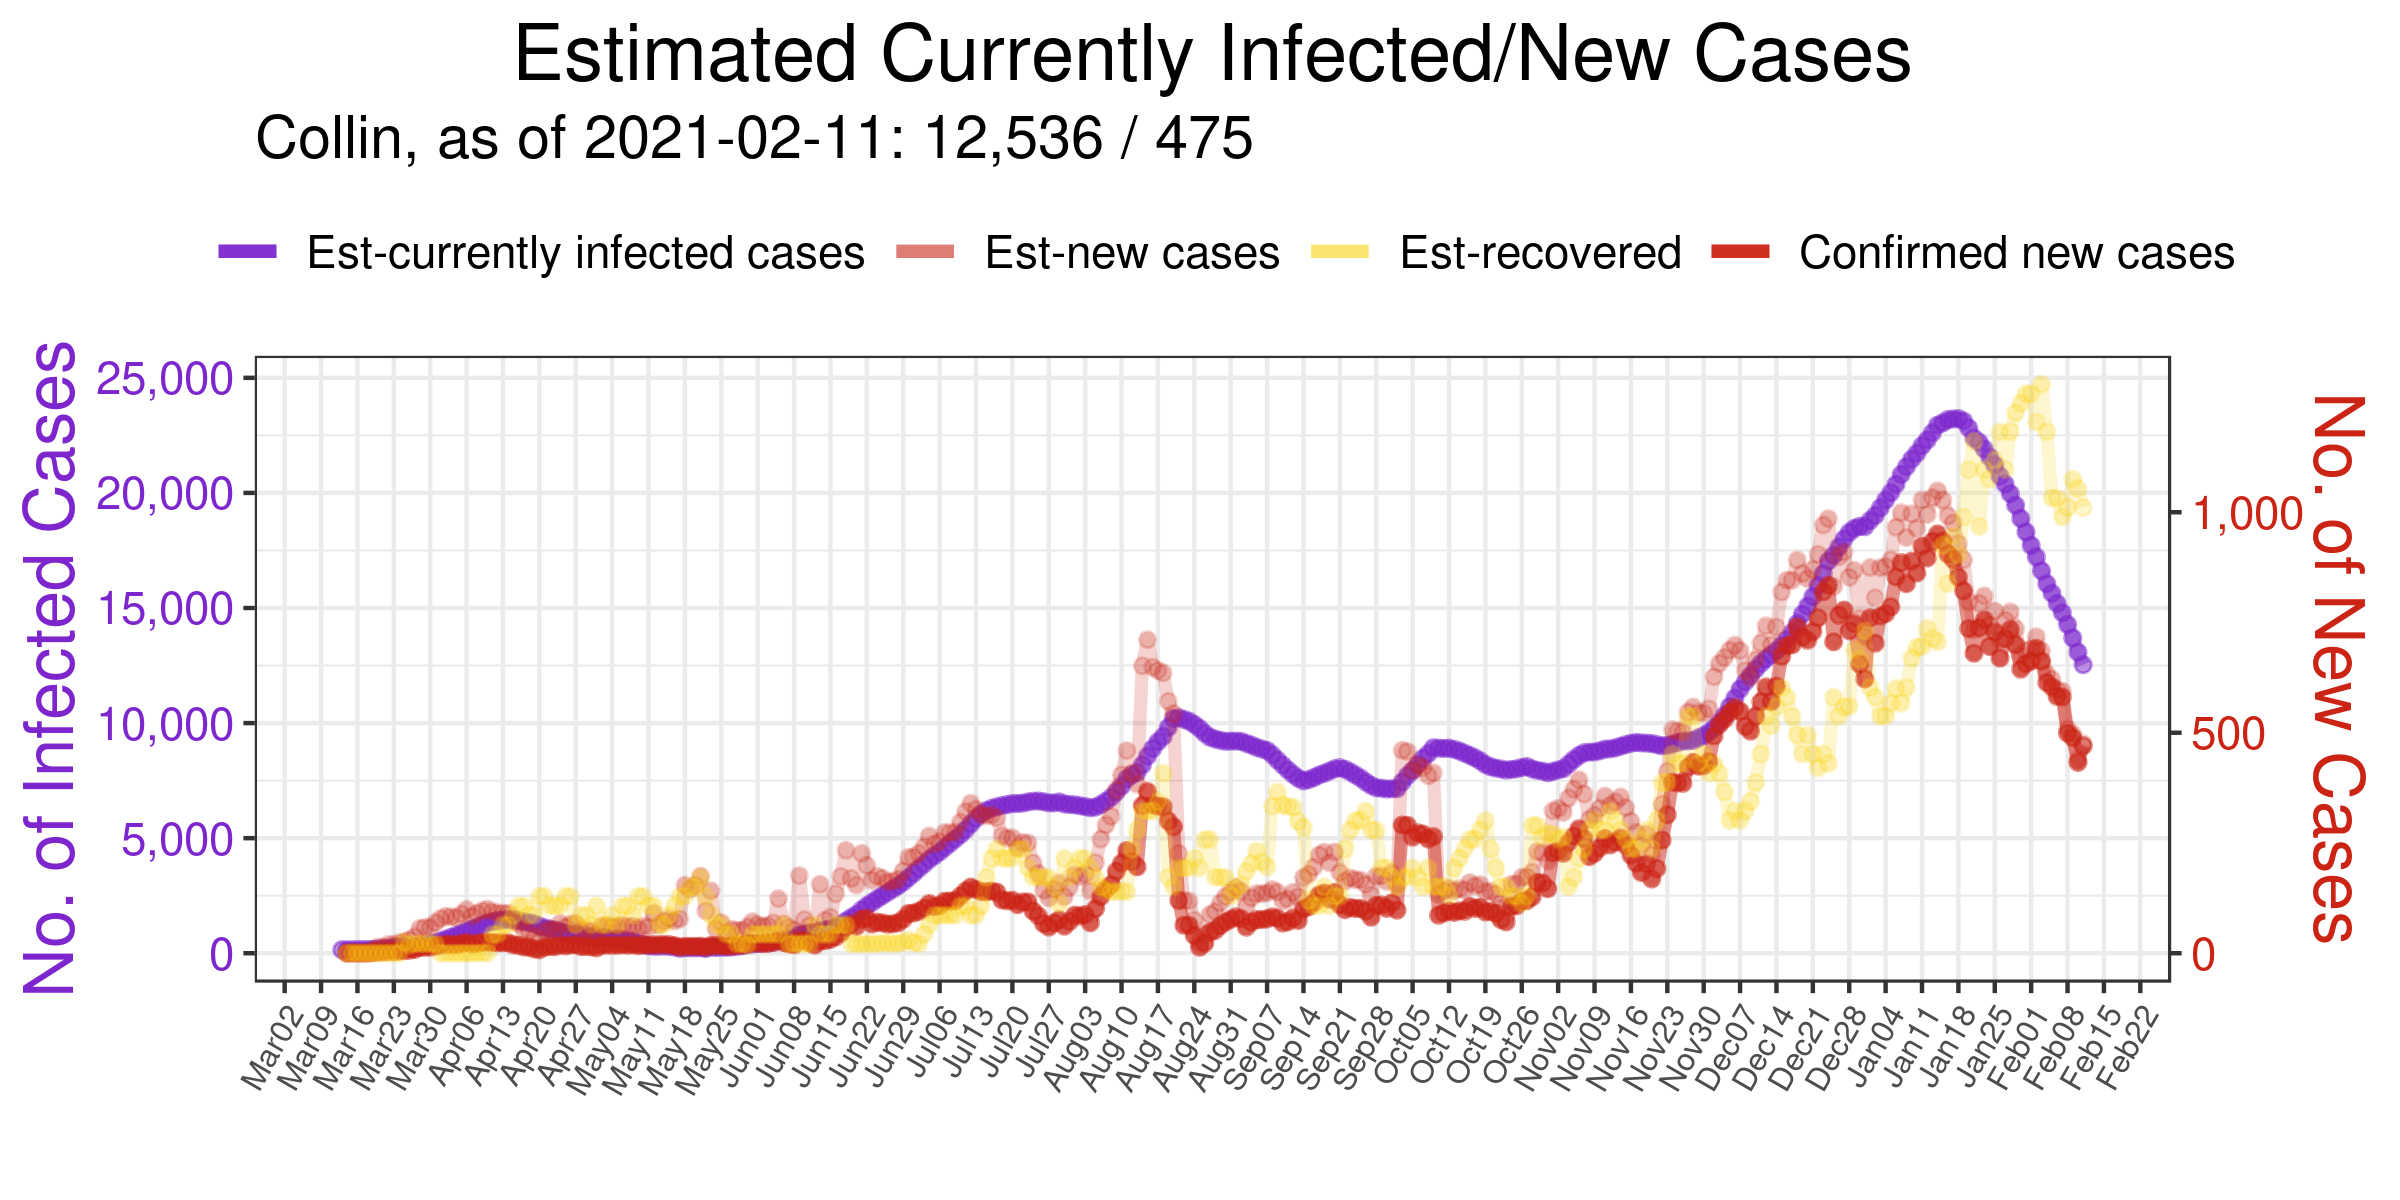 Estimated Currently Infected/New Cases
Collin, as of 2021-02-11: 12,536 / 475
Est-currently infected cases Est-new cases Est-recovered Confirmed new cases
No. of Infected Cases
25,000
20,000
15,000
10,000
5,000
0
1,000
500
0
No. of New Cases
Mar02 Mar09 Mar16 Mar23 Mar30 Apr06 Apr13 Apr20 Apr27 May04 May11 May18 May25 Jun01 Jun08 Jun15 Jun22 Jun29 Jul06 Jul13 Jul20 Jul27 Aug03 Aug10 Aug17 Aug24 Aug31 Sep07 Sep14 Sep21 Sep28 Oct05 Oct12 Oct19 Oct26 Nov02 Nov09 Nov16 Nov23 Nov30 Dec07 Dec14 Dec21 Dec28 Jan04 Jan11 Jan18 Jan25 Feb01 Feb08 Feb15 Feb22